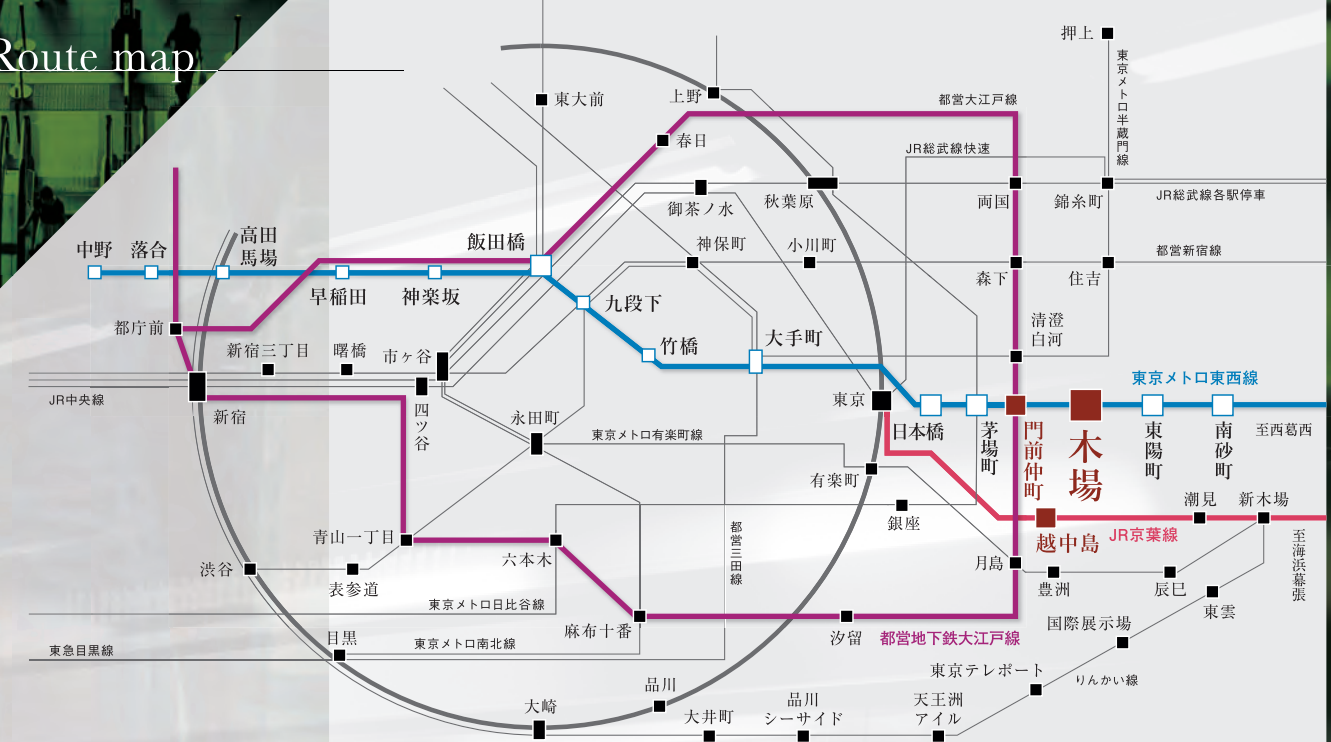 Route map
押上
東京メトロ半蔵門線
東大前
上野
都営大江戸線
春日
JR総武線快速
御茶ノ水
秋葉原
両国
錦糸町
JR総武線各駅停車
中野
落合
高田
馬場
飯田橋
神保町
小川町
都営新宿線
早稲田
神楽坂
九段下
森下
住吉
都庁前
新宿三丁目
曙橋
市ヶ谷
竹橋
大手町
清澄
白河
JR中央線
新宿
四ツ谷
永田町
東京メトロ有楽町線
東京
日本橋
茅場町
門前仲町
木場
東京メトロ東西線
東陽町
南砂町
至西葛西
有楽町
銀座
潮見
新木場
青山一丁目
六本木
都営三田線
越中島
JR京葉線
至海浜幕張
渋谷
表参道
月島
豊洲
辰巳
東雲
東京メトロ日比谷線
麻布十番
汐留
都営地下鉄大江戸線
国際展示場
目黒
東京メトロ南北線
東急目黒線
東京テレポート
りんかい線
品川
大崎
大井町
品川
シーサイド
天王洲
アイル